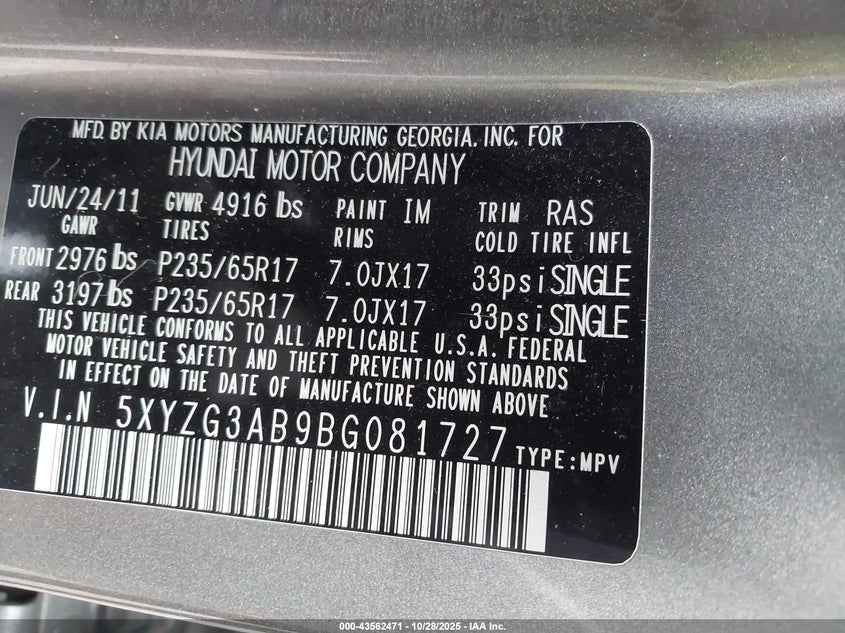 MFD. BY KIA MOTORS MANUFACTURING GEORGIA. INC. FOR
HYUNDAI MOTOR COMPANY
JUN/24/11 GVWR 4916 lbs PAINT IM TRIM RAS
GAWR TIRES RIMS COLD TIRE INFL
FRONT 2976 lbs P235/65R17 7.0JX17 33psi SINGLE
REAR 3197 lbs P235/65R17 7.0JX17 33psi SINGLE
THIS VEHICLE CONFORMS TO ALL APPLICABLE U.S.A. FEDERAL
MOTOR VEHICLE SAFETY AND THEFT PREVENTION STANDARDS
IN EFFECT ON THE DATE OF MANUFACTURE SHOWN ABOVE
V.I.N 5XYZG3AB9BG081727 TYPE:MPV
000-43562471 | 10/28/2025 - IAA Inc.